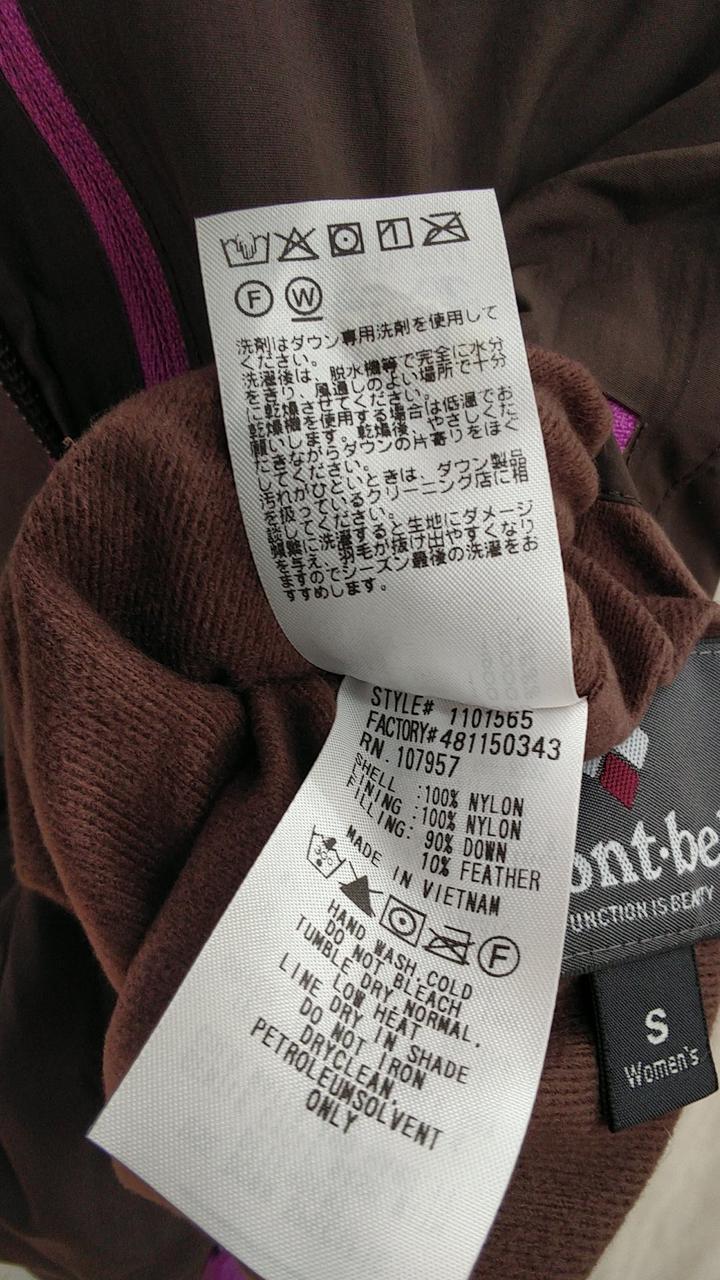 F W
洗剤はダウン専用洗剤を使用して
ください。
洗濯後は、脱水機等で完全に水分
をきり、風通しのよい場所で十分
に乾燥させてください。
乾燥機を使用する場合は低温でお
願いします。乾燥後、やさしくた
たきながらダウンの片寄りをほぐ
してください。
汚れがひどいときは、ダウン製品
を扱っているクリーニング店に相
談してください。
頻繁に洗濯すると生地にダメージ
を与え、羽毛が抜け出やすくなり
ますのでシーズン最後の洗濯をお
すすめします。
STYLE# 1101565
FACTORY#481150343
RN.107957
SHELL :100% NYLON
LINING :100% NYLON
FILLING: 90% DOWN
10% FEATHER
MADE IN VIETNAM
F
HAND WASH COLD
DO NOT BLEACH
TUMBLE DRY NORMAL,
LOW HEAT
LINE DRY IN SHADE
DO NOT IRON
DRYCLEAN,
PETROLEUMSOLVENT
ONLY
ont·be
UNCTION IS BEAUTY
S
Women's